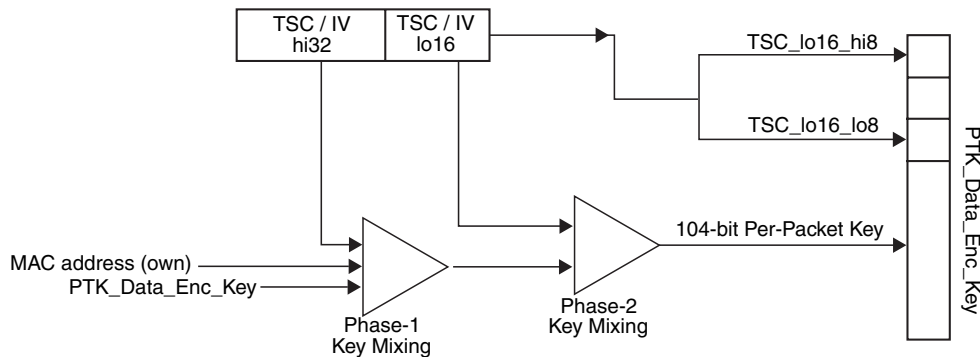 TSC / IV
hi32
TSC / IV
lo16
TSC_lo16_hi8
TSC_lo16_lo8
PTK_Data_Enc_Key
104-bit Per-Packet Key
MAC address (own)
PTK_Data_Enc_Key
Phase-1
Key Mixing
Phase-2
Key Mixing